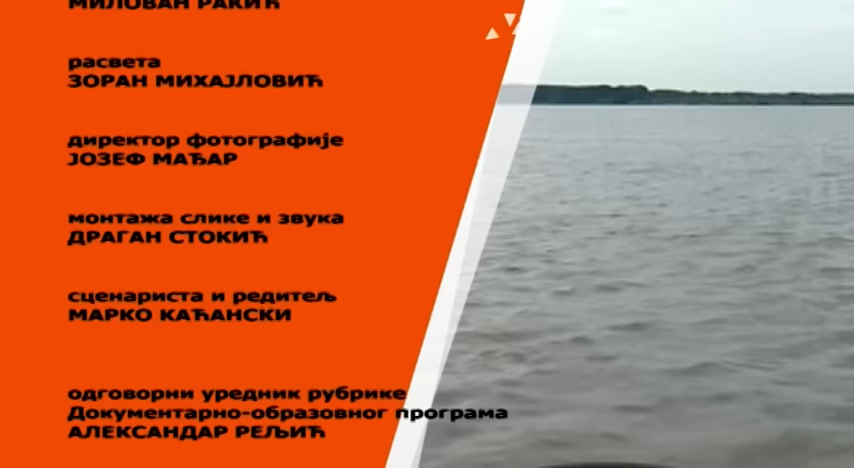 МИЛОВАН РАКИЋ
расвета
ЗОРАН МИХАЈЛОВИЋ
директор фотографије
ЈОЗЕФ МАЂАР
монтажа слике и звука
ДРАГАН СТОКИЋ
сценариста и редитељ
МАРКО КАЋАНСКИ
одговорни уредник рубрике
Документарно-образовног програма
АЛЕКСАНДАР РЕЉИЋ